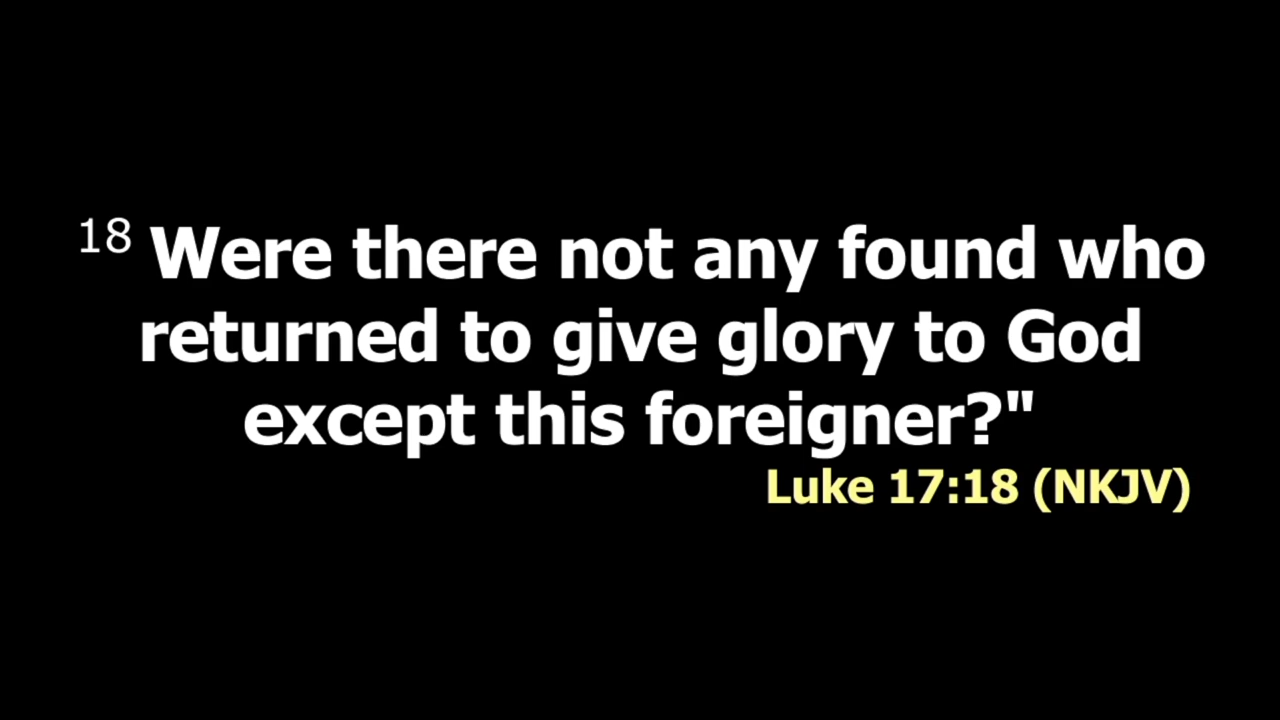 18 Were there not any found who
returned to give glory to God
except this foreigner?"
Luke 17:18 (NKJV)